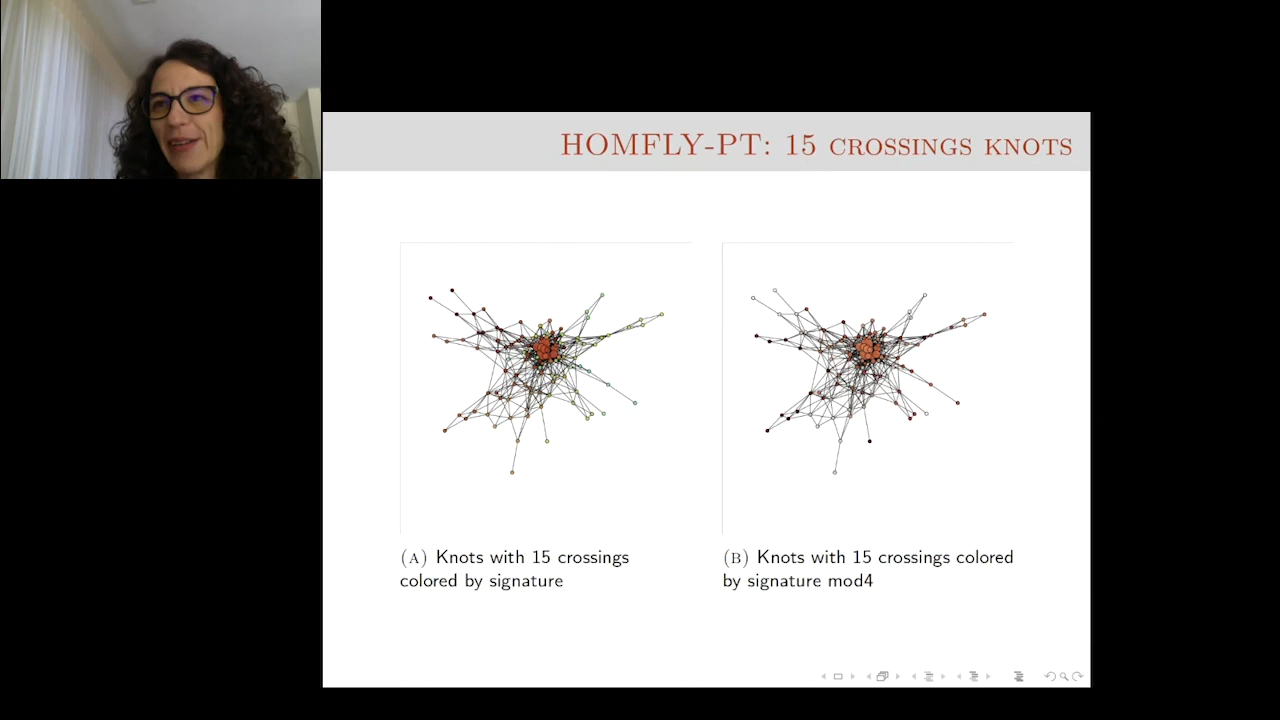 HOMFLY-PT: 15 CROSSINGS KNOTS
(A) Knots with 15 crossings
colored by signature
(B) Knots with 15 crossings colored
by signature mod4